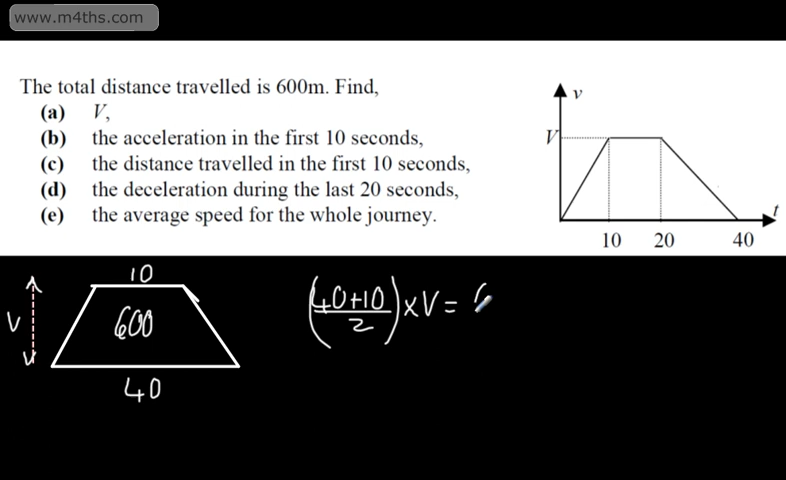 www.m4ths.com
The total distance travelled is 600m. Find,
(a) V,
(b) the acceleration in the first 10 seconds,
(c) the distance travelled in the first 10 seconds,
(d) the deceleration during the last 20 seconds,
(e) the average speed for the whole journey.
v
V
t
10 20 40
10
V
600
40
(40+10/2)×V=